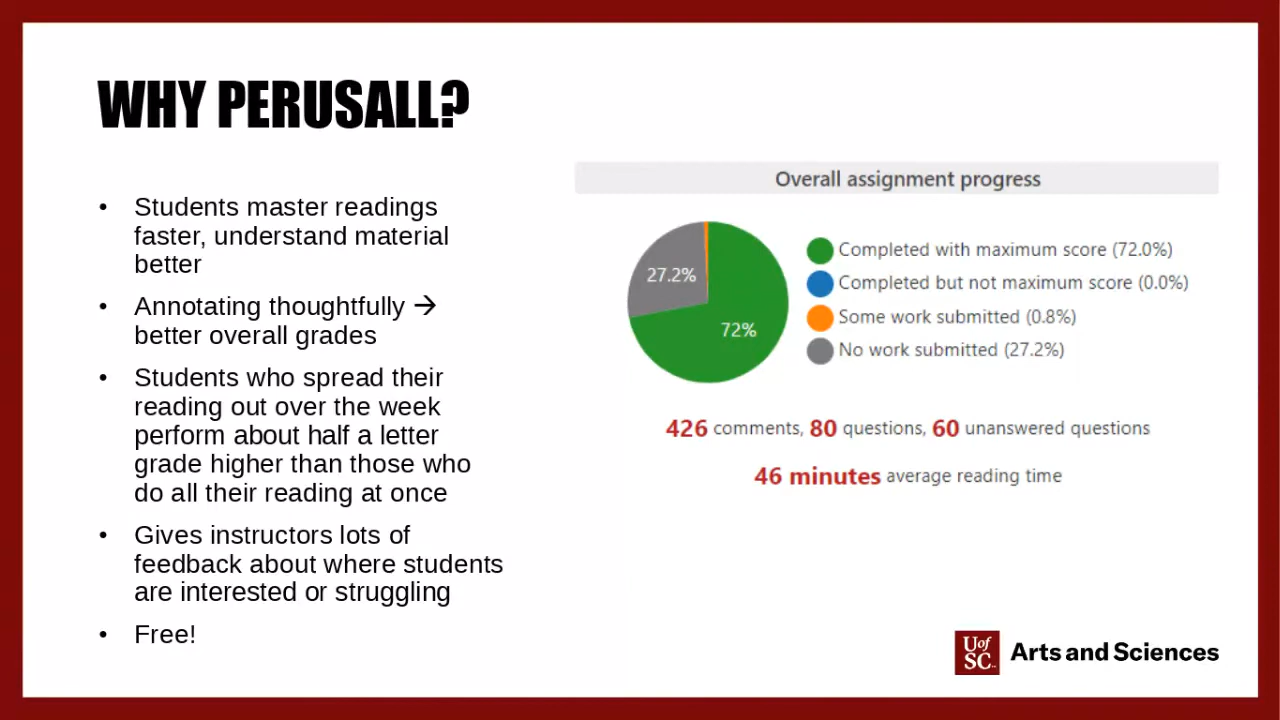 WHY PERUSALL?
• Students master readings
faster, understand material
better
• Annotating thoughtfully →
better overall grades
• Students who spread their
reading out over the week
perform about half a letter
grade higher than those who
do all their reading at once
• Gives instructors lots of
feedback about where students
are interested or struggling
• Free!
Overall assignment progress
27.2%
72%
Completed with maximum score (72.0%)
Completed but not maximum score (0.0%)
Some work submitted (0.8%)
No work submitted (27.2%)
426 comments, 80 questions, 60 unanswered questions
46 minutes average reading time
UofSC
Arts and Sciences